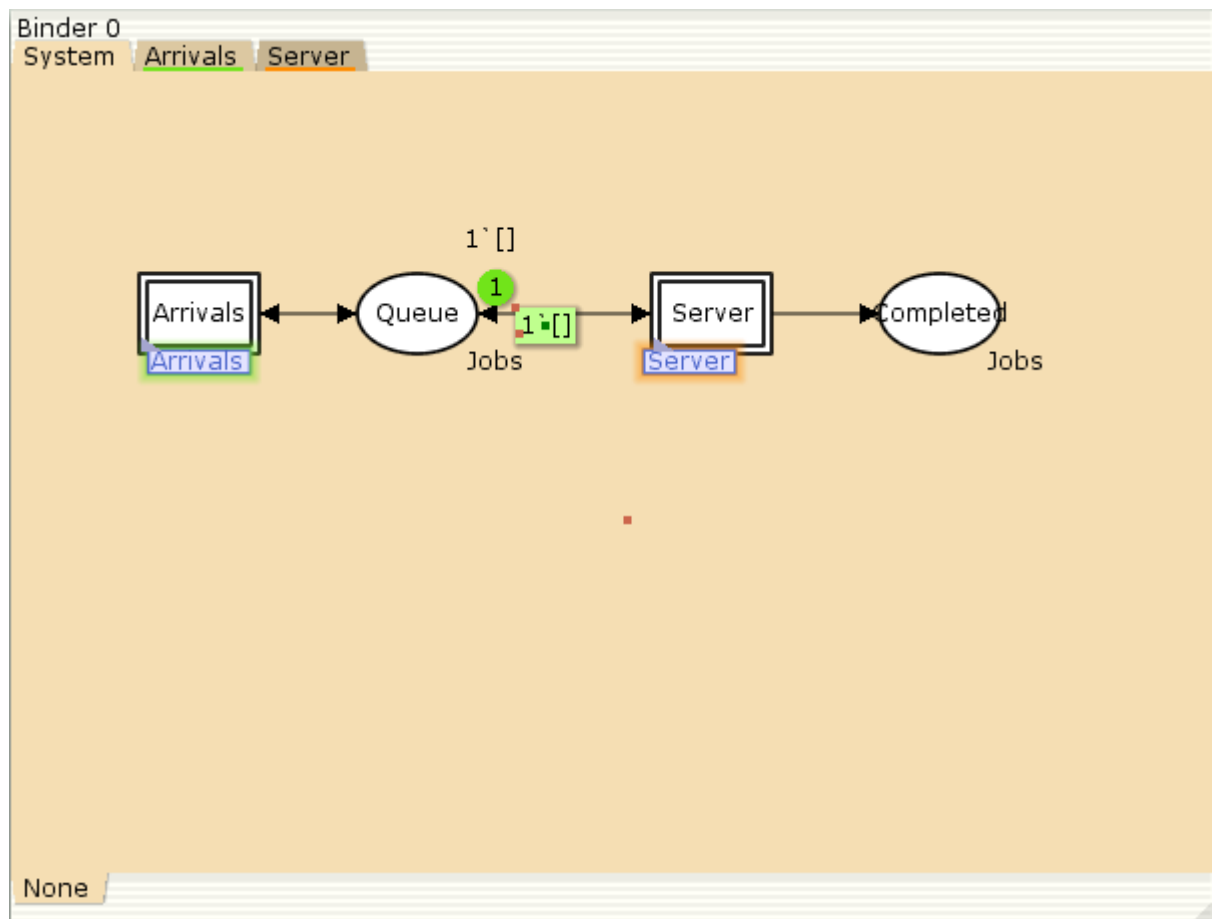 Binder 0
System Arrivals Server
1`[]
1
Arrivals Queue 1`[] Server Completed
Arrivals Jobs Server Jobs
None